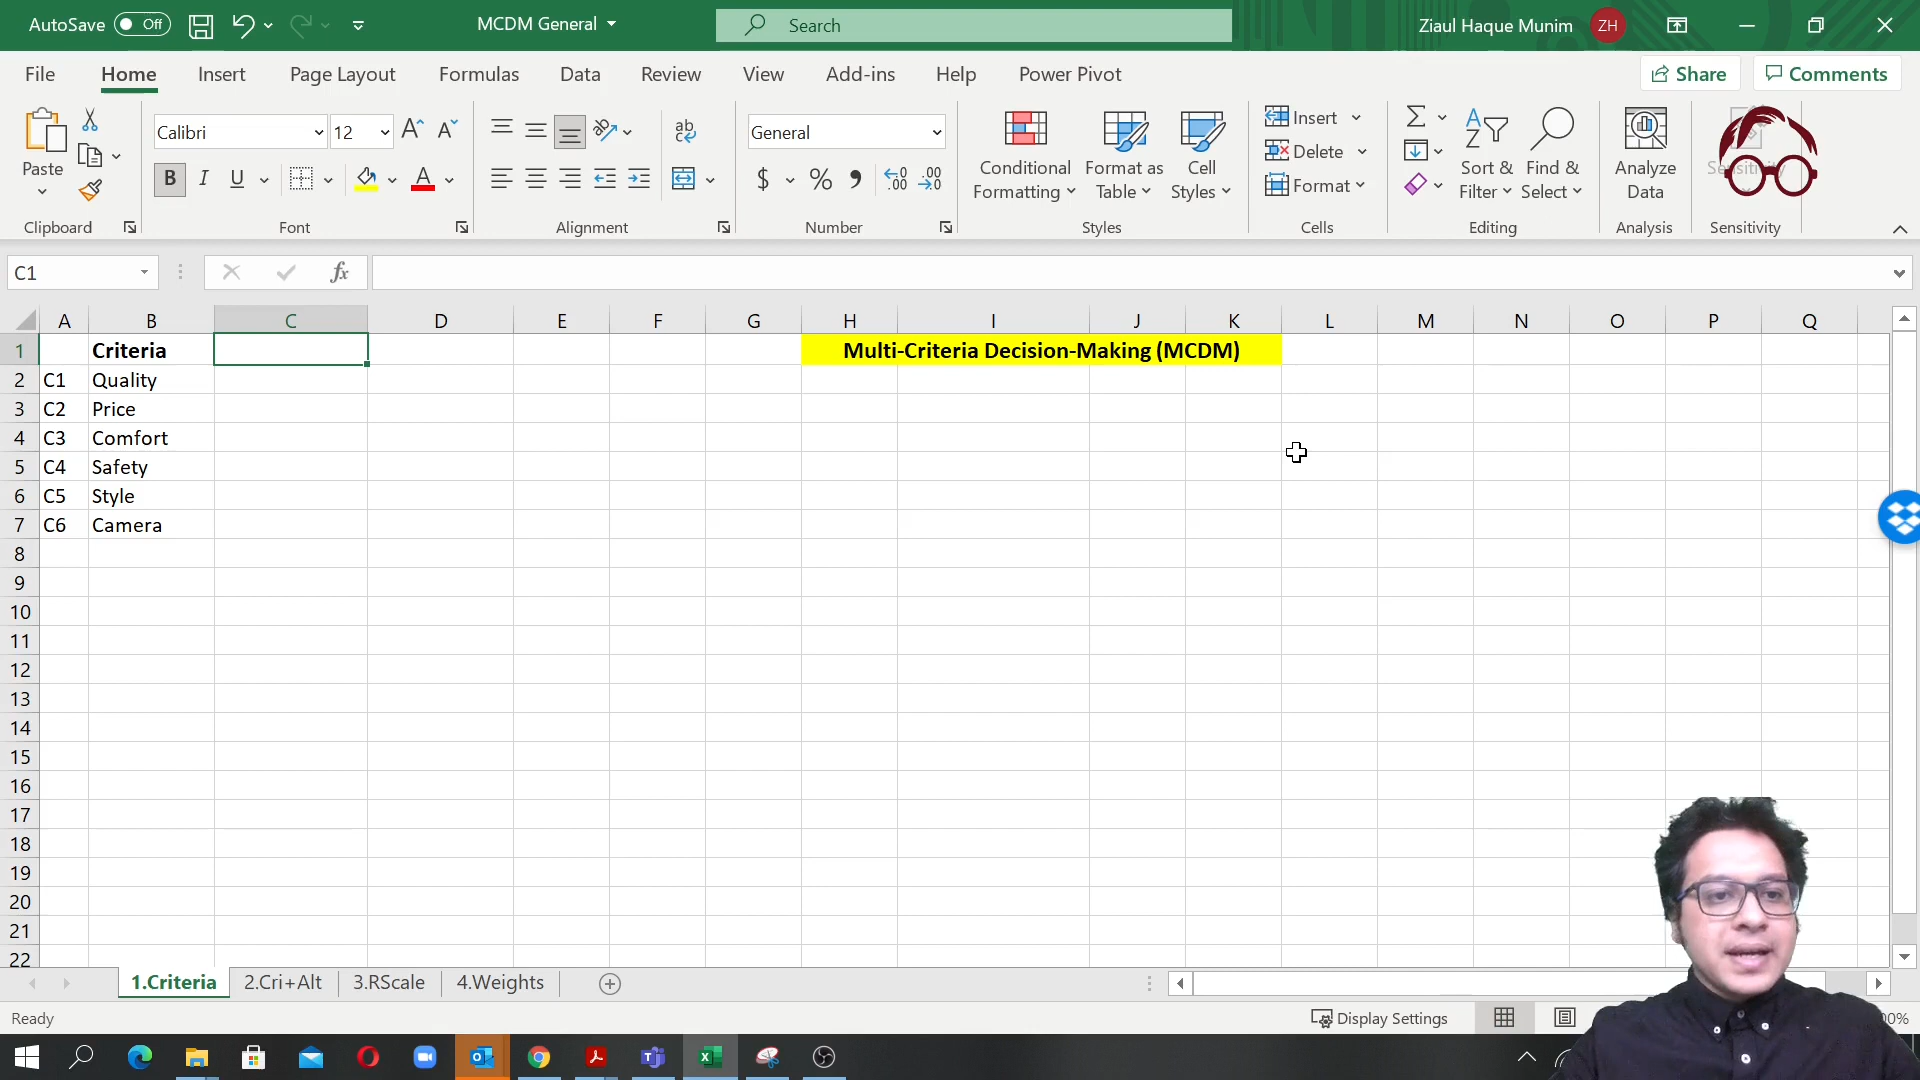 AutoSave Off MCDM General Search Ziaul Haque Munim ZH
File Home Insert Page Layout Formulas Data Review View Add-ins Help Power Pivot Share Comments
Calibri 12 General
Paste
B I U
ab
$ % 9
Conditional Formatting
Format as Table
Cell Styles
Insert
Delete
Format
Sort & Filter
Find & Select
Analyze Data
Sensitivity
Clipboard Font Alignment Number Styles Cells Editing Analysis Sensitivity
C1 fx
A B C D E F G H I J K L M N O P Q
1 Criteria Multi-Criteria Decision-Making (MCDM)
2 C1 Quality
3 C2 Price
4 C3 Comfort
5 C4 Safety
6 C5 Style
7 C6 Camera
8
9
10
11
12
13
14
15
16
17
18
19
20
21
22
1.Criteria 2.Cri+Alt 3.RScale 4.Weights
Ready Display Settings